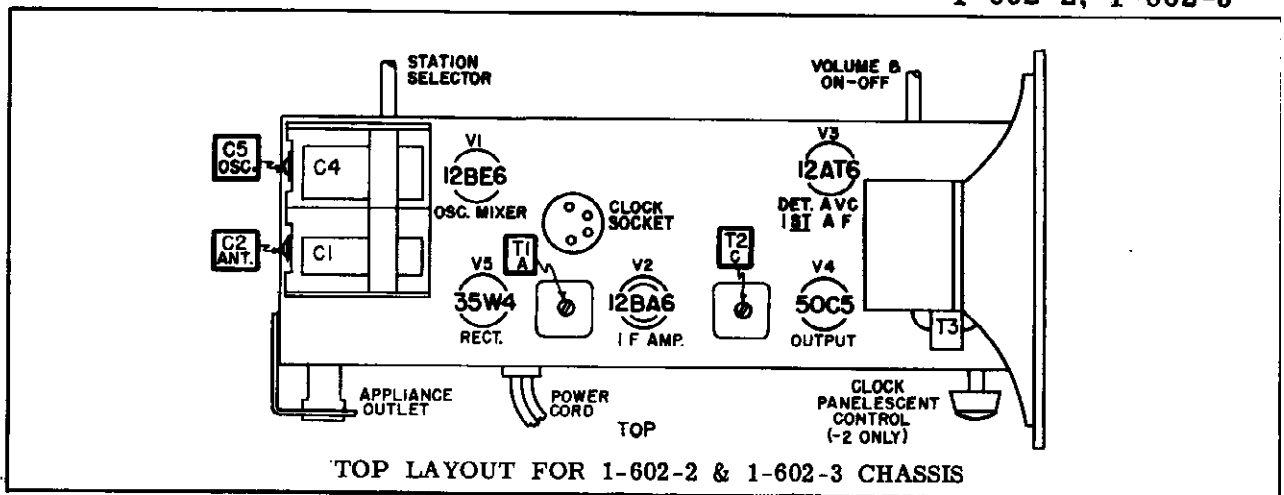 1-602-2, 1-602-3
STATION
SELECTOR
VOLUME &
ON-OFF
C5
OSC.
C4
V1
12BE6
OSC. MIXER
V3
12AT6
DET. AVC
1ST AF
CLOCK
SOCKET
C2
ANT.
C1
T1
A
T2
C
V5
35W4
RECT.
V2
12BA6
IF AMP.
V4
50C5
OUTPUT
T3
APPLIANCE
OUTLET
POWER
CORD
TOP
CLOCK
PANELESCENT
CONTROL
(-2 ONLY)
TOP LAYOUT FOR 1-602-2 & 1-602-3 CHASSIS